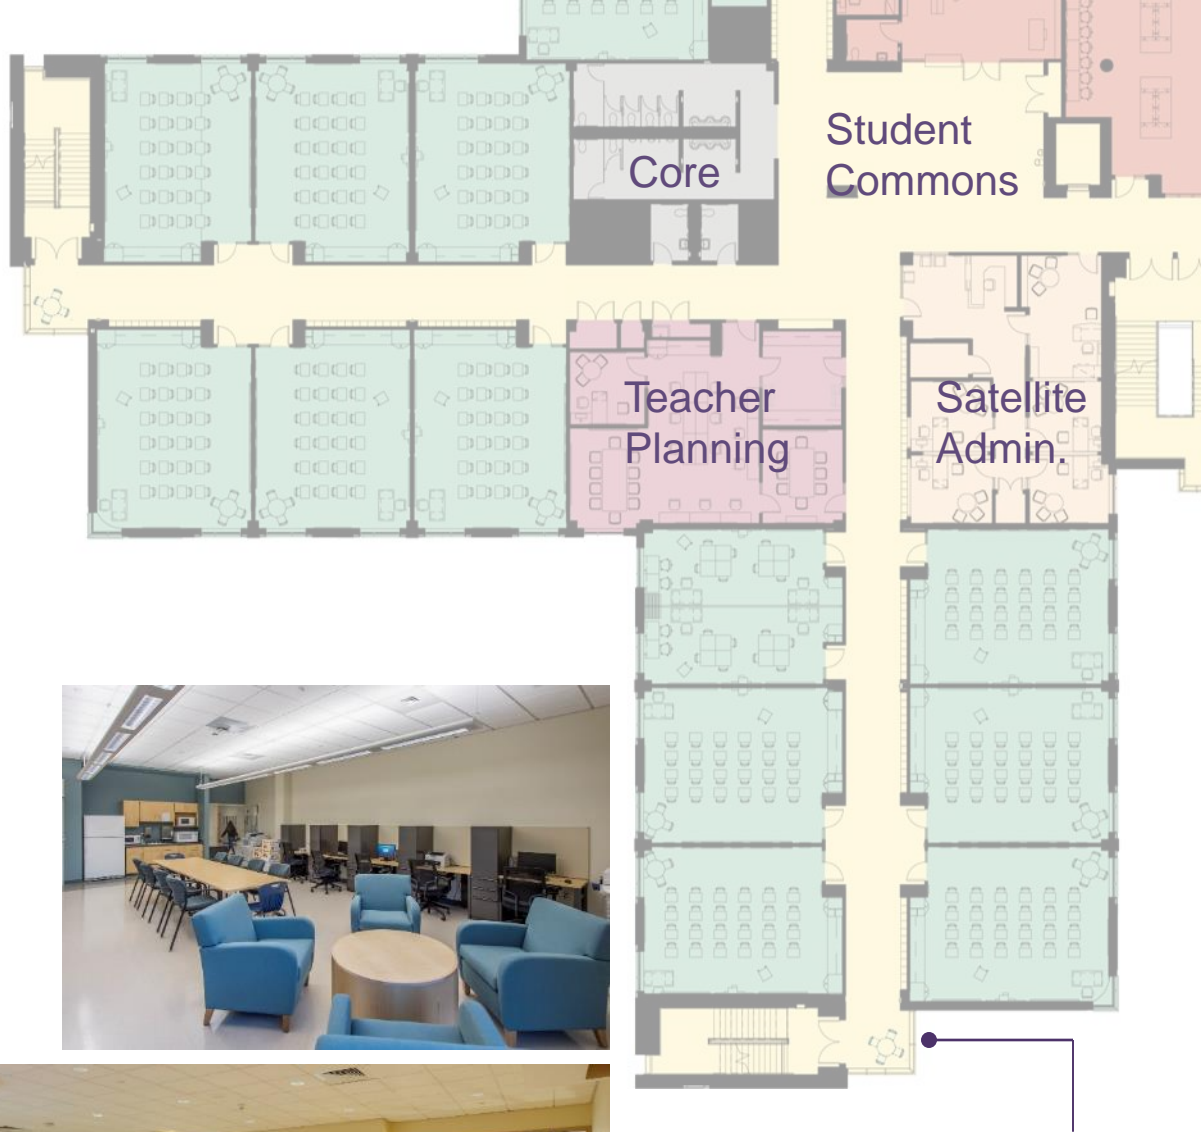 Student
Commons
Core
Teacher
Planning
Satellite
Admin.